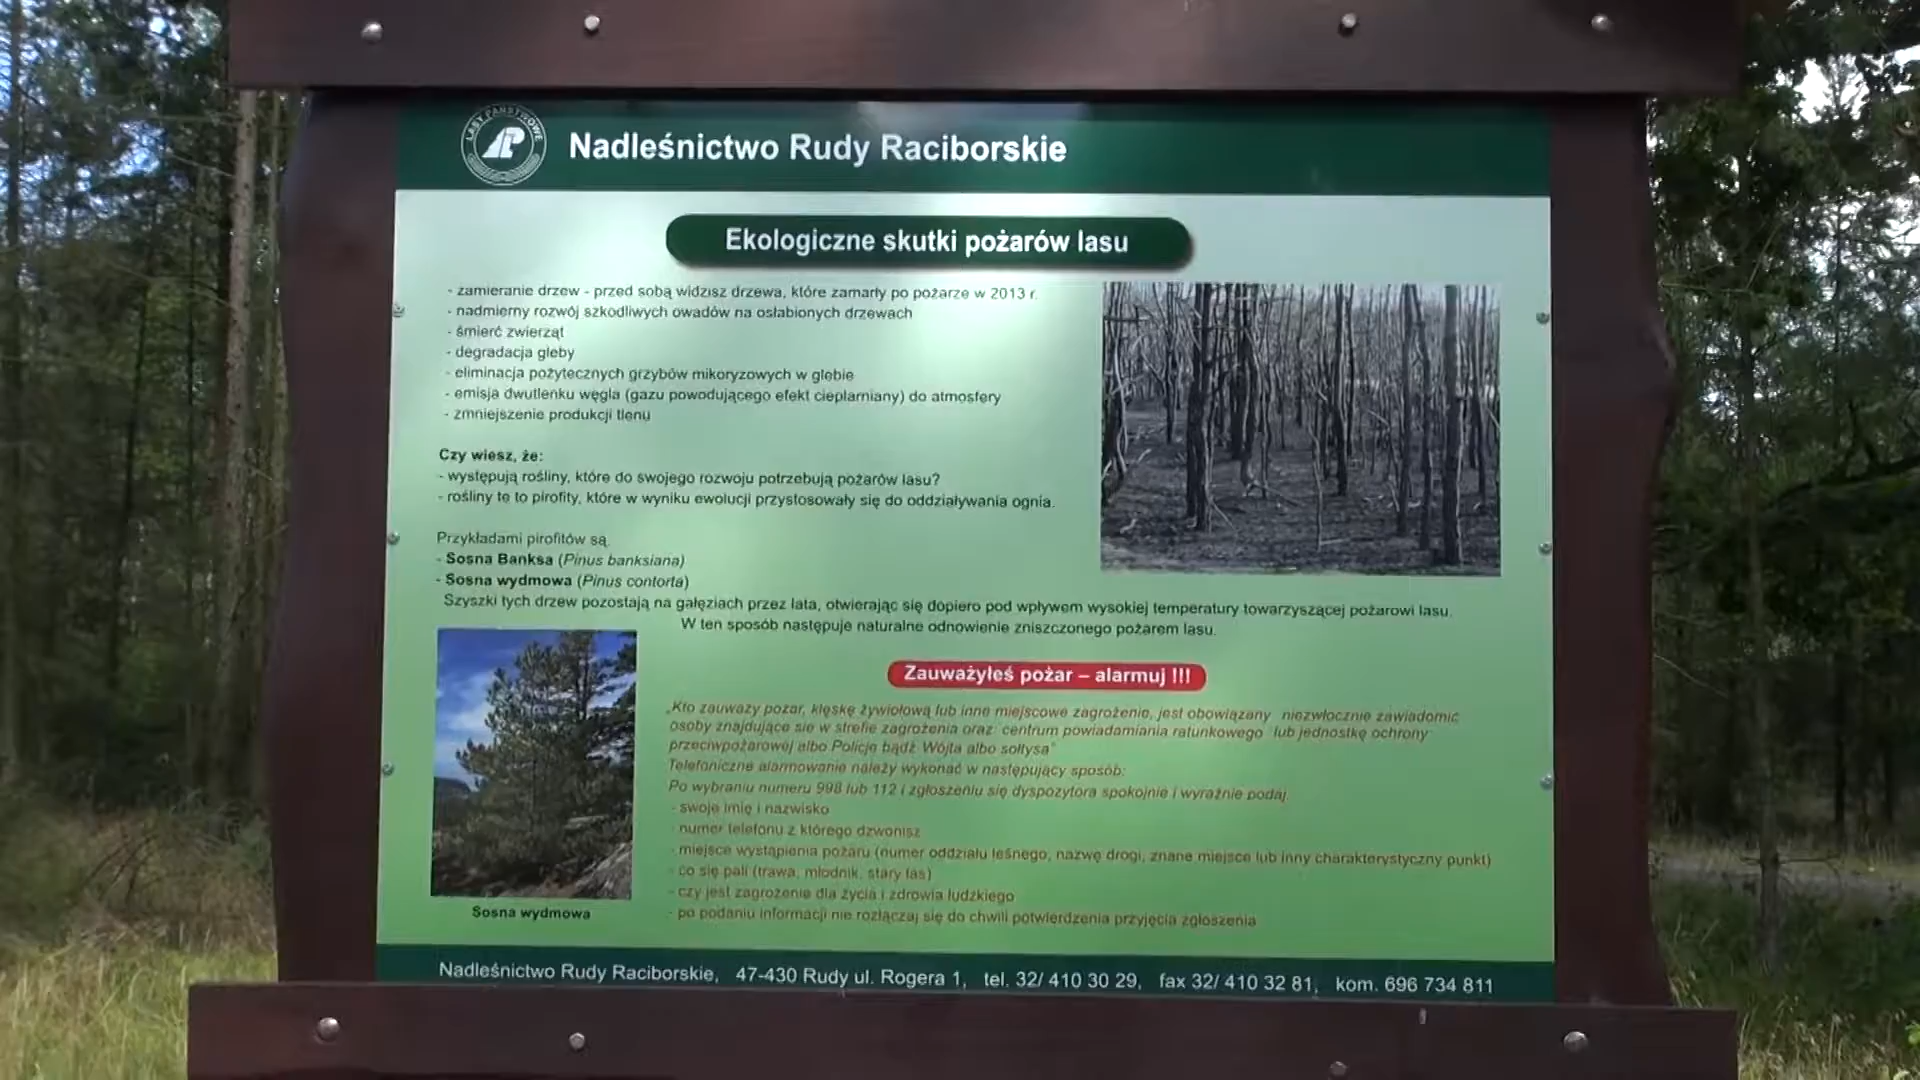 LASY PAŃSTWOWE
Nadleśnictwo Rudy Raciborskie
Ekologiczne skutki pożarów lasu
- zamieranie drzew - przed sobą widzisz drzewa, które zamarły po pożarze w 2013 r.
- nadmierny rozwój szkodliwych owadów na osłabionych drzewach
- śmierć zwierząt
- degradacja gleby
- eliminacja pożytecznych grzybów mikoryzowych w glebie
- emisja dwutlenku węgla (gazu powodującego efekt cieplarniany) do atmosfery
- zmniejszenie produkcji tlenu
Czy wiesz, że:
- występują rośliny, które do swojego rozwoju potrzebują pożarów lasu?
- rośliny te to pirofity, które w wyniku ewolucji przystosowały się do oddziaływania ognia.
Przykładami pirofitów są
- Sosna Banksa (Pinus banksiana)
- Sosna wydmowa (Pinus contorta)
Szyszki tych drzew pozostają na gałęziach przez lata, otwierając się dopiero pod wpływem wysokiej temperatury towarzyszącej pożarowi lasu.
W ten sposób następuje naturalne odnowienie zniszczonego pożarem lasu.
Zauważyłeś pożar – alarmuj !!!
„Kto zauważy pożar, klęskę żywiołową lub inne miejscowe zagrożenie, jest obowiązany niezwłocznie zawiadomić
osoby znajdujące się w strefie zagrożenia oraz: centrum powiadamiania ratunkowego lub jednostkę ochrony
przeciwpożarowej albo Policję bądź Wójta albo sołtysa"
Telefoniczne alarmowanie należy wykonać w następujący sposób:
Po wybraniu numeru 998 lub 112 i zgłoszeniu się dyspozytora spokojnie i wyraźnie podaj:
- swoje imię i nazwisko
- numer telefonu z którego dzwonisz
- miejsce wystąpienia pożaru (numer oddziału leśnego, nazwę drogi, znane miejsce lub inny charakterystyczny punkt)
- co się pali (trawa, młodnik, stary las)
- czy jest zagrożenie dla życia i zdrowia ludzkiego
- po podaniu informacji nie rozłączaj się do chwili potwierdzenia przyjęcia zgłoszenia
Sosna wydmowa
Nadleśnictwo Rudy Raciborskie, 47-430 Rudy ul. Rogera 1, tel. 32/ 410 30 29, fax 32/ 410 32 81, kom. 696 734 811